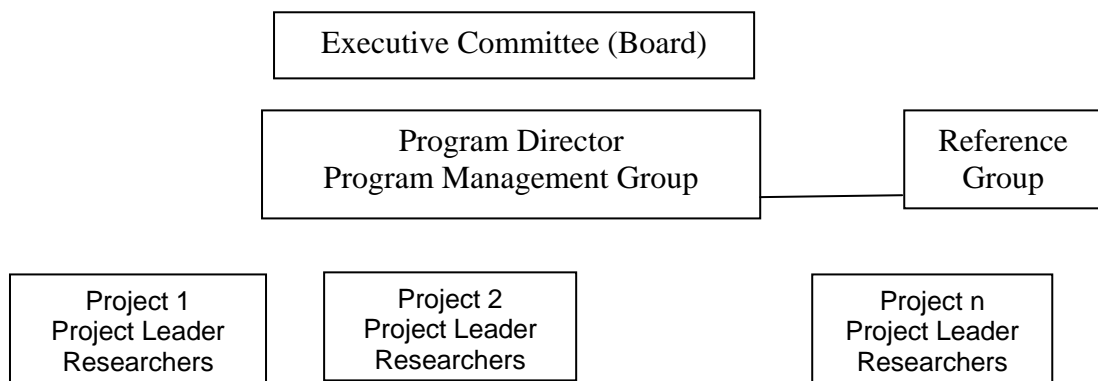 Executive Committee (Board)
Program Director
Program Management Group
Reference
Group
Project 1
Project Leader
Researchers
Project 2
Project Leader
Researchers
Project n
Project Leader
Researchers